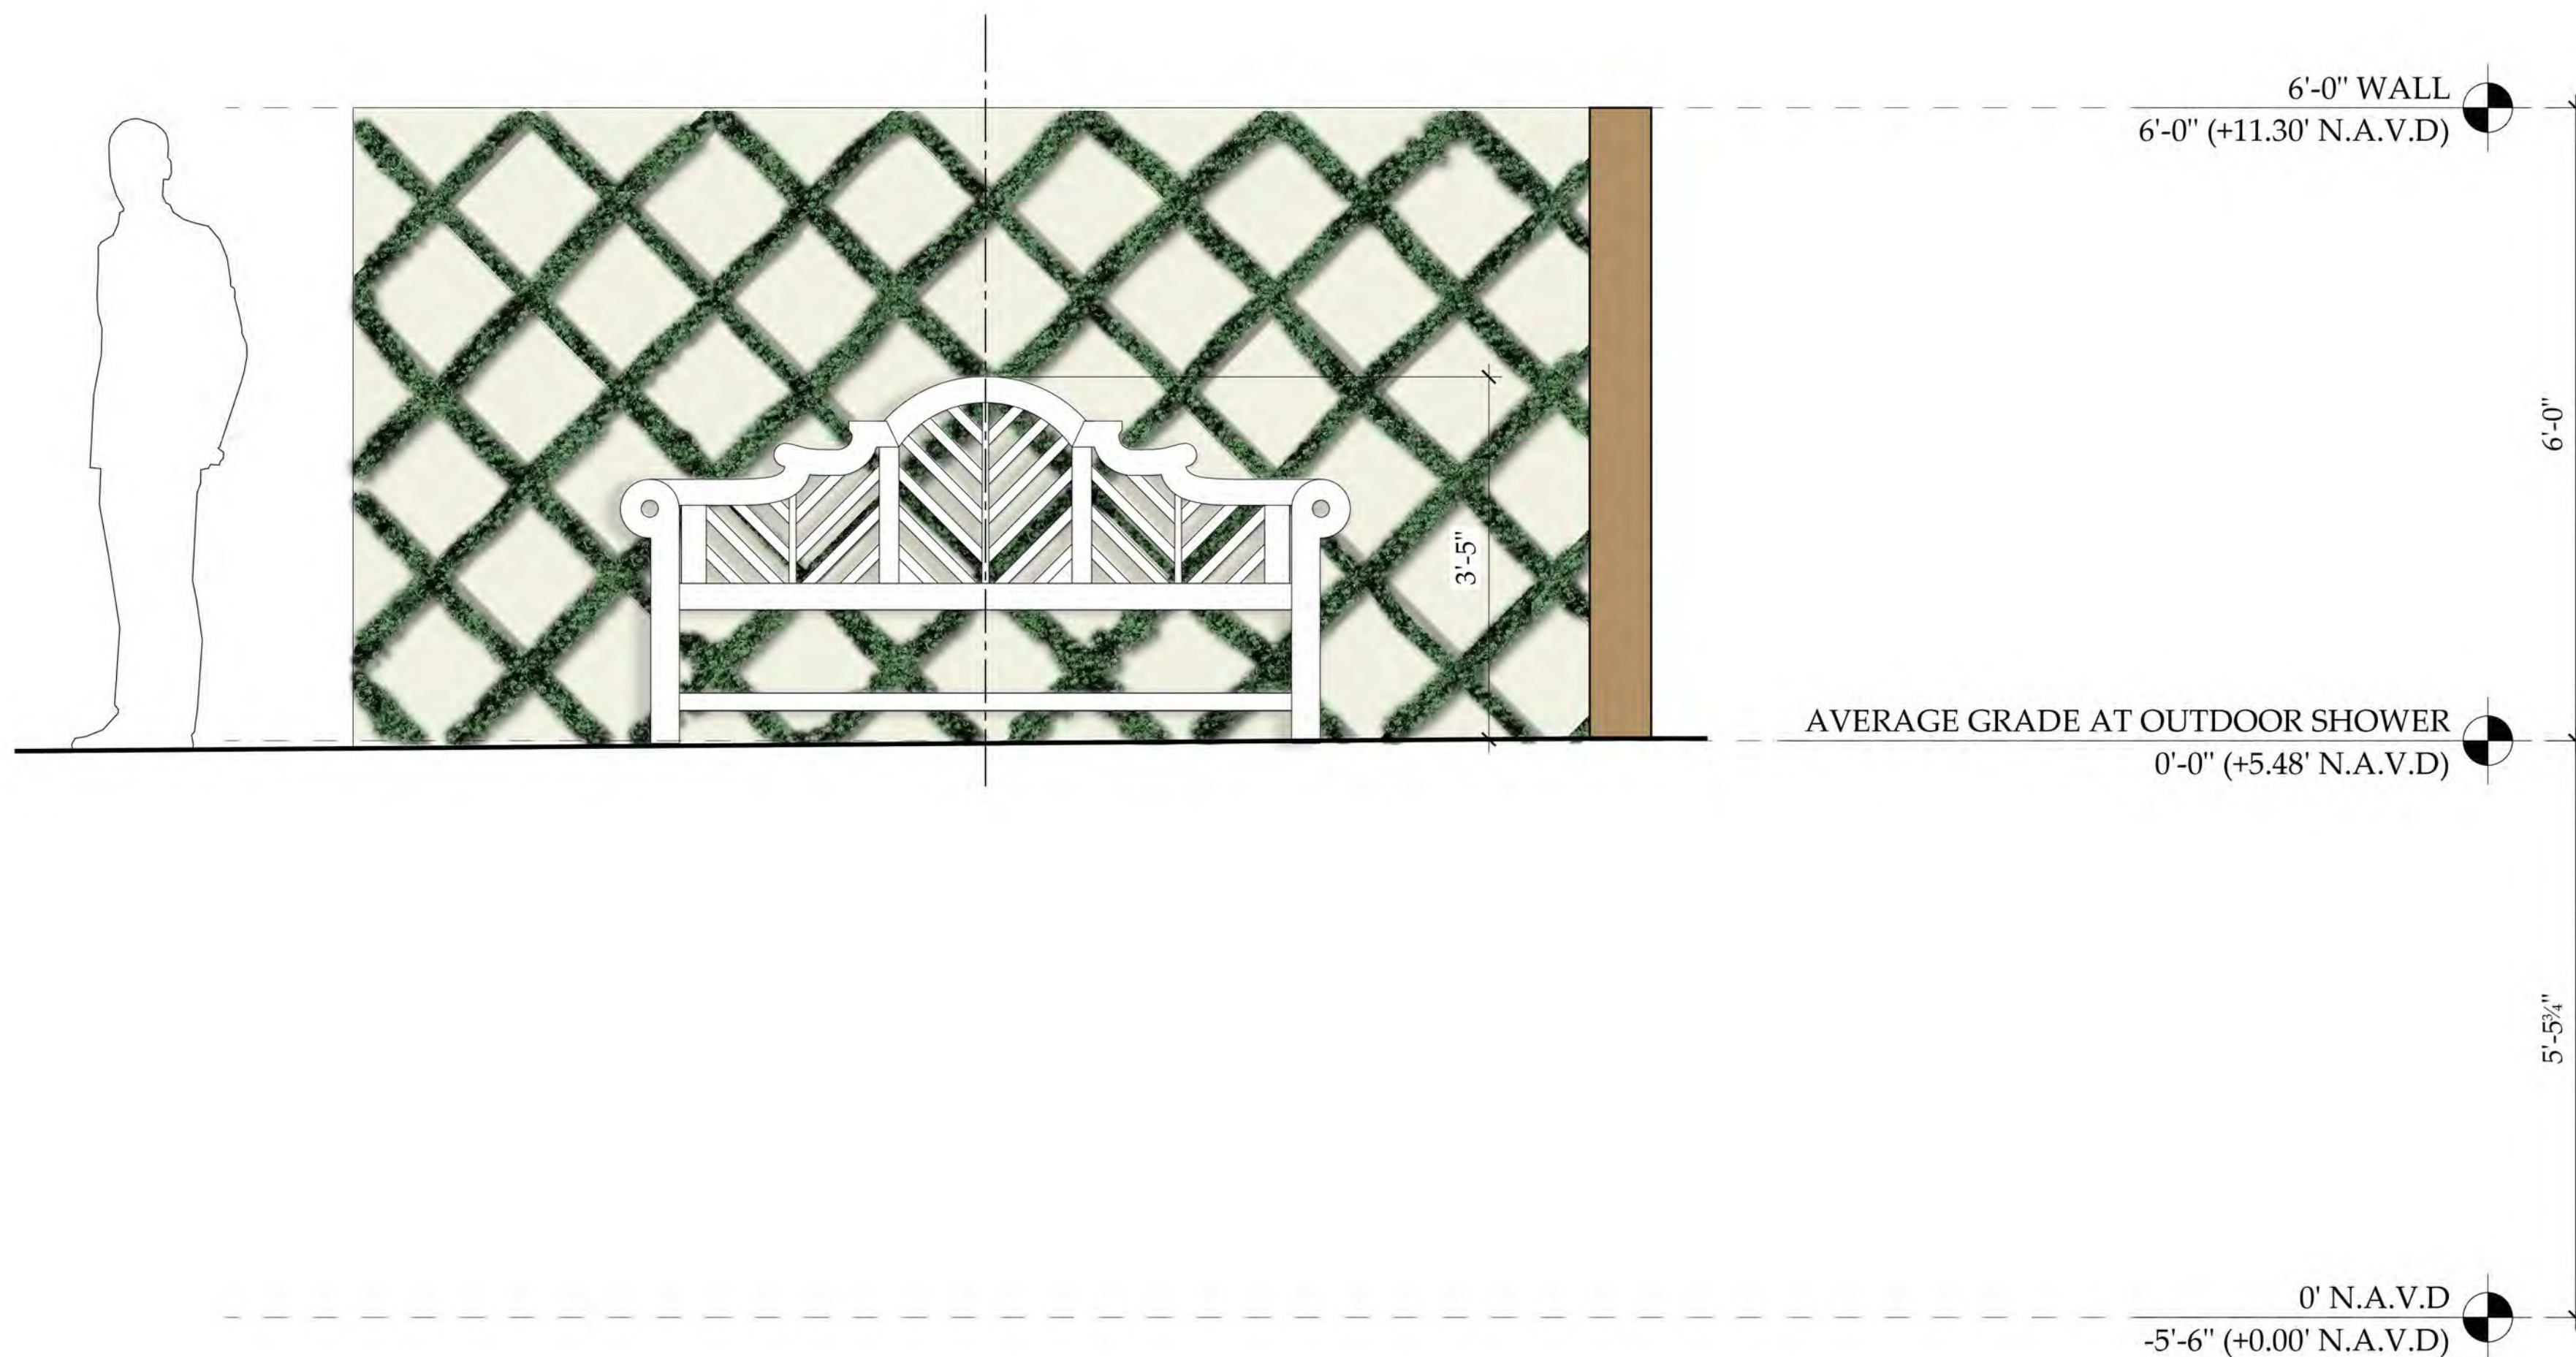 6'-0" WALL
6'-0" (+11.30' N.A.V.D)
6'-0"
3'-5"
AVERAGE GRADE AT OUTDOOR SHOWER
0'-0" (+5.48' N.A.V.D)
5'-5¾"
0' N.A.V.D
-5'-6" (+0.00' N.A.V.D)